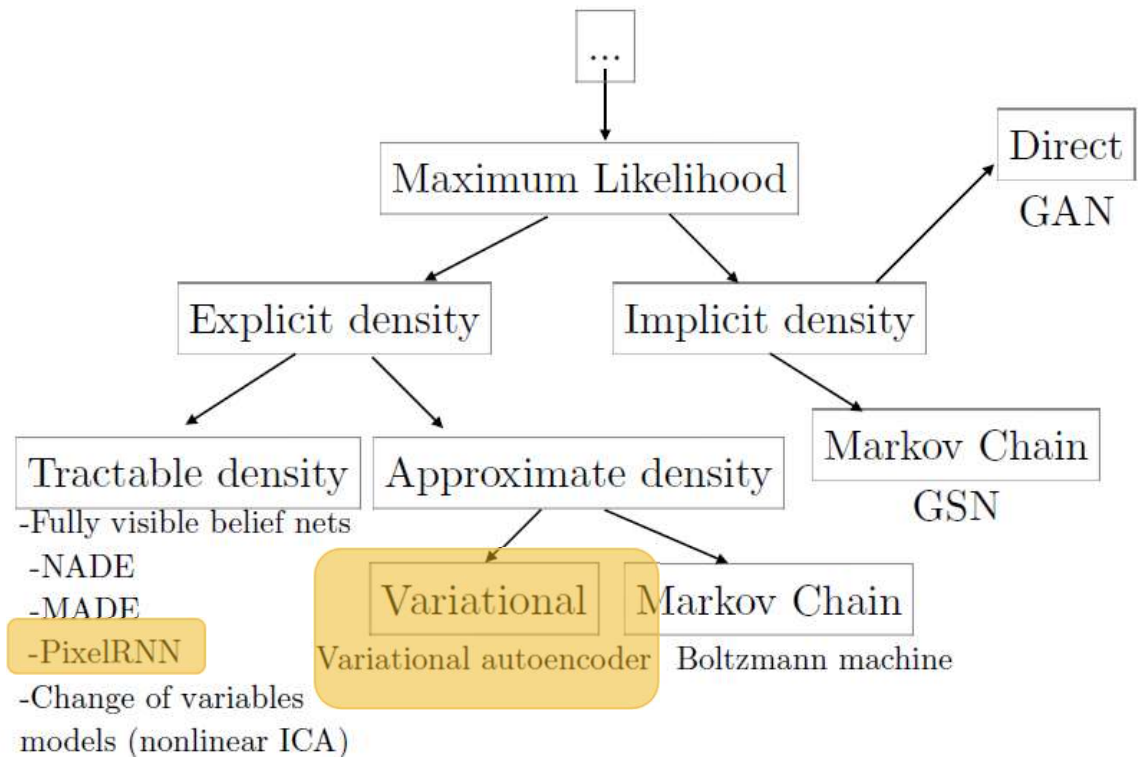 ...
Maximum Likelihood
Direct
GAN
Explicit density
Implicit density
Tractable density
-Fully visible belief nets
-NADE
-MADE
-PixelRNN
-Change of variables
models (nonlinear ICA)
Approximate density
Variational
Variational autoencoder
Markov Chain
Boltzmann machine
Markov Chain
GSN